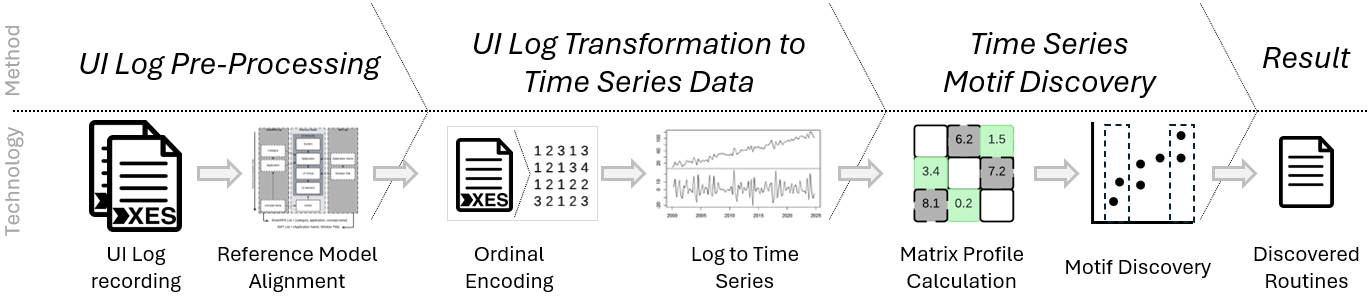 Method
UI Log Pre-Processing
UI Log Transformation to
Time Series Data
Time Series
Motif Discovery
Result
Technology
XES
UI Log
recording
Reference Model
Alignment
XES
1 2 3 1 3
1 2 1 3 4
1 2 1 2 2
3 2 1 2 3
Ordinal
Encoding
2000 2005 2010 2015 2020 2025
Log to Time
Series
6.2 1.5
3.4 7.2
8.1 0.2
Matrix Profile
Calculation
Motif Discovery
Discovered
Routines